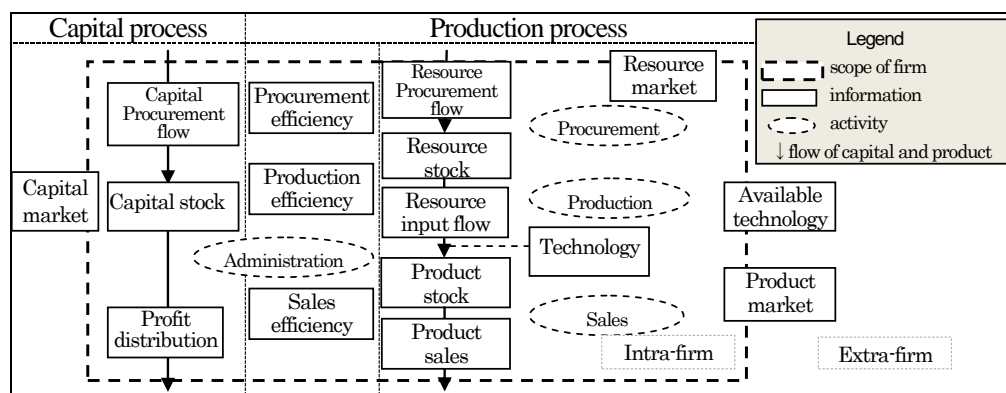 Capital process
Production process
Legend
scope of firm
information
activity
↓ flow of capital and product
Capital
Procurement
flow
Procurement
efficiency
Resource
Procurement
flow
Resource
market
Procurement
Resource
stock
Capital
market
Capital stock
Production
efficiency
Resource
input flow
Production
Available
technology
Administration
Technology
Product
stock
Product
market
Profit
distribution
Sales
efficiency
Sales
Product
sales
Intra-firm
Extra-firm